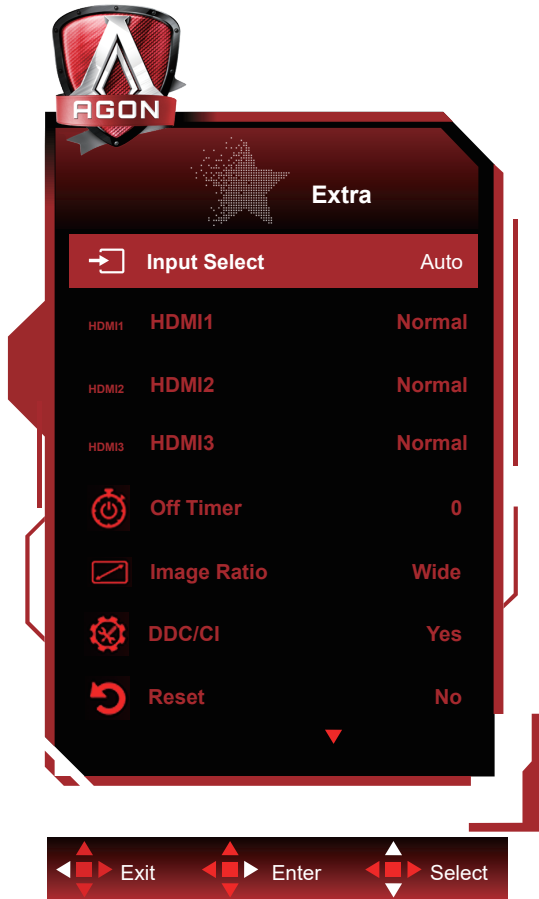 AGON
Extra
Input Select Auto
HDMI1 HDMI1 Normal
HDMI2 HDMI2 Normal
HDMI3 HDMI3 Normal
Off Timer 0
Image Ratio Wide
DDC/CI Yes
Reset No
Exit Enter Select